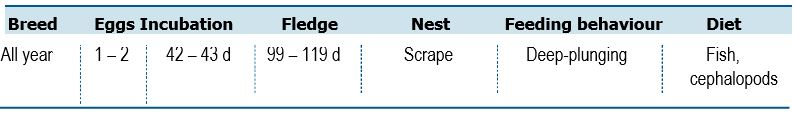 Breed Eggs Incubation Fledge Nest Feeding behaviour Diet
All year 1 – 2 42 – 43 d 99 – 119 d Scrape Deep-plunging Fish,
cephalopods